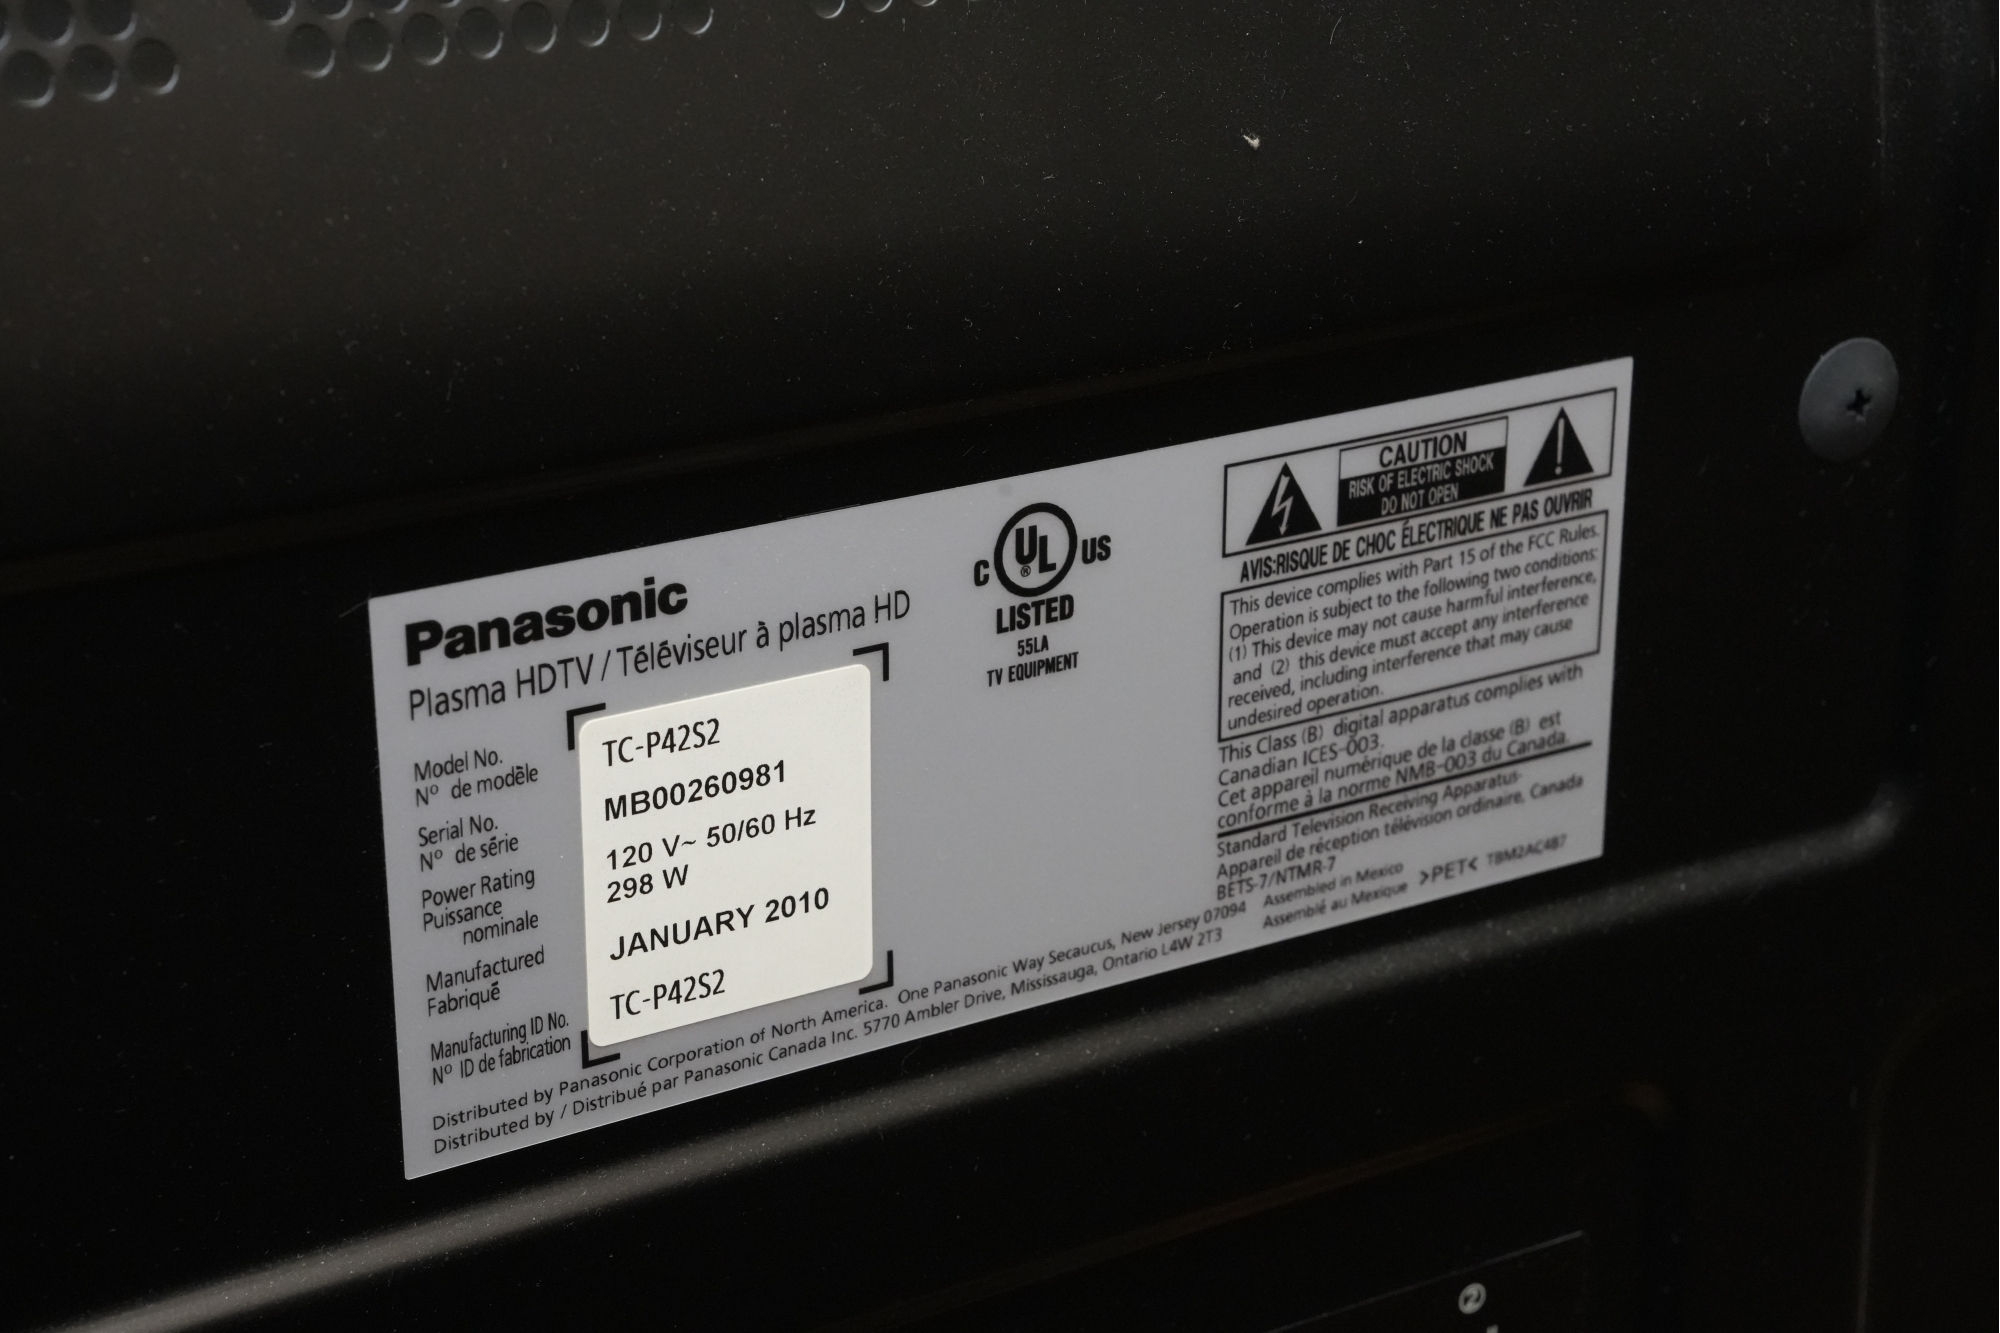 Panasonic
Plasma HDTV / Téléviseur à plasma HD
Model No.
Nº de modèle
TC-P42S2
Serial No.
Nº de série
MB00260981
Power Rating
Puissance
nominale
120 V~ 50/60 Hz
298 W
Manufactured
Fabriqué
JANUARY 2010
Manufacturing ID No.
Nº ID de fabrication
TC-P42S2
Distributed by Panasonic Corporation of North America. One Panasonic Way Secaucus, New Jersey 07094
Distributed by / Distribué par Panasonic Canada Inc. 5770 Ambler Drive, Mississauga, Ontario L4W 2T3
C UL ® US
LISTED
55LA
TV EQUIPMENT
CAUTION
RISK OF ELECTRIC SHOCK
DO NOT OPEN
AVIS:RISQUE DE CHOC ÉLECTRIQUE NE PAS OUVRIR
This device complies with Part 15 of the FCC Rules.
Operation is subject to the following two conditions:
(1) This device may not cause harmful interference,
and (2) this device must accept any interference
received, including interference that may cause
undesired operation.
This Class (B) digital apparatus complies with
Canadian ICES-003.
Cet appareil numérique de la classe (B) est
conforme à la norme NMB-003 du Canada.
Standard Television Receiving Apparatus-
Appareil de réception télévision ordinaire, Canada
BETS-7/NTMR-7
Assembled in Mexico
Assemblé au Mexique
>PET< TBM2AC487
2